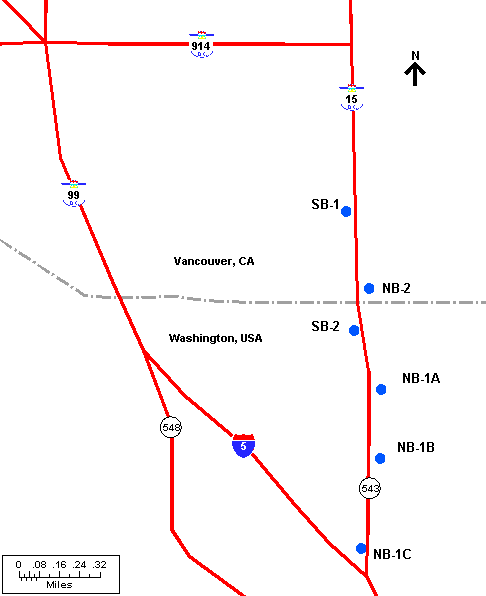 914
N
15
99
SB-1
Vancouver, CA
NB-2
SB-2
Washington, USA
NB-1A
548
5
NB-1B
543
NB-1C
0 .08 .16 .24 .32
Miles